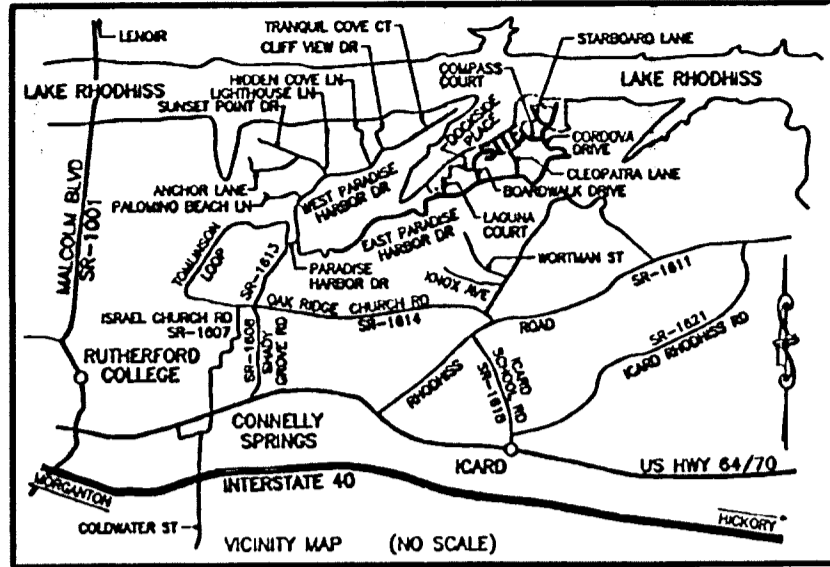 LENOIR
TRANQUIL COVE CT
CLIFF VIEW DR
STARBOARD LANE
COMPASS
COURT
LAKE RHODHISS
HIDDEN COVE LN
LIGHTHOUSE LN
SUNSET POINT DR
LAKE RHODHISS
DOCKSIDE
PLACE
SITE
CORDOVA
DRIVE
CLEOPATRA LANE
BOARDWALK DRIVE
ANCHOR LANE
PALOMINO BEACH LN
WEST PARADISE
HARBOR DR
LAGUNA
COURT
EAST PARADISE
HARBOR DR
MALCOLM BLVD
SR-1001
TOMLINSON
LOOP
SR-1613
PARADISE
HARBOR DR
WORTMAN ST
KNOX AVE
SR-1611
ISRAEL CHURCH RD
SR-1607
OAK RIDGE CHURCH RD
SR-1614
ROAD
RHODHISS
SR-1621
ICARD RHODHISS RD
RUTHERFORD
COLLEGE
SHADY
GROVE RD
ICARD
SCHOOL RD
CONNELLY
SPRINGS
ICARD
US HWY 64/70
MORGANTON
INTERSTATE 40
HICKORY
COLDWATER ST
VICINITY MAP (NO SCALE)